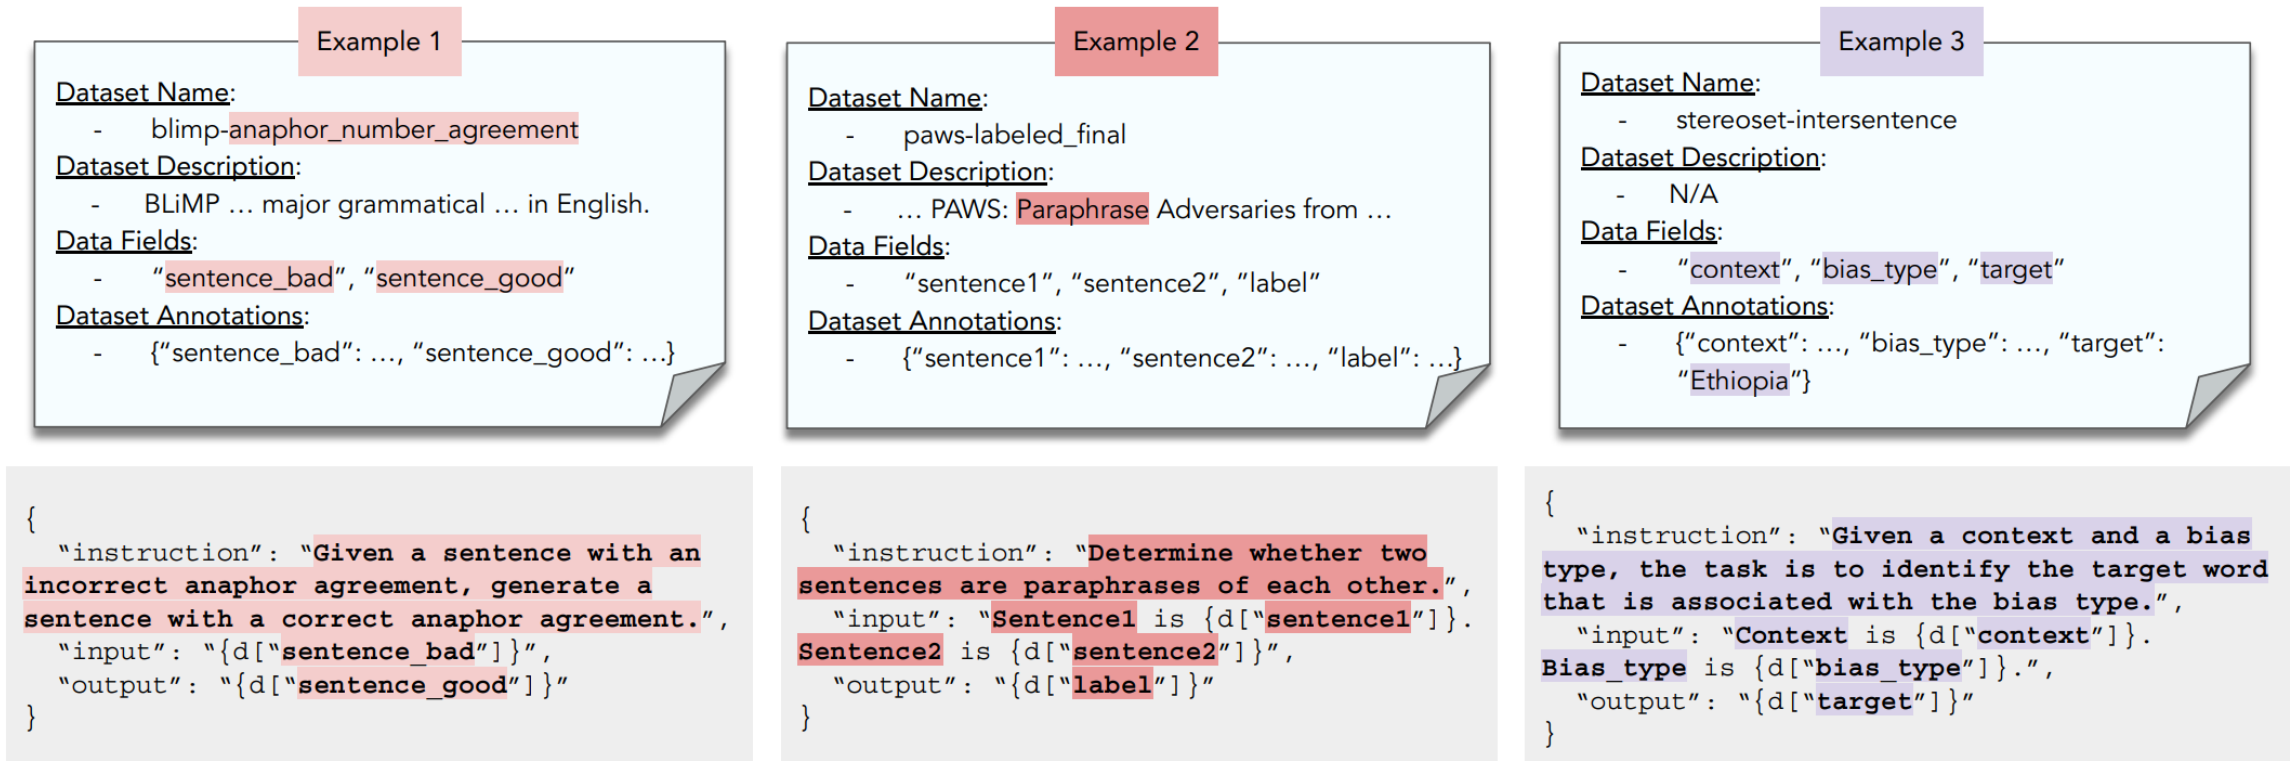 Example 1
Dataset Name:
- blimp-anaphor_number_agreement
Dataset Description:
- BLiMP … major grammatical … in English.
Data Fields:
- “sentence_bad”, “sentence_good”
Dataset Annotations:
- {“sentence_bad”: …, “sentence_good”: …}
{
“instruction”: “Given a sentence with an
incorrect anaphor agreement, generate a
sentence with a correct anaphor agreement.”,
“input”: “{d[“sentence_bad”]}”,
“output”: “{d[“sentence_good”]}”
}
Example 2
Dataset Name:
- paws-labeled_final
Dataset Description:
- … PAWS: Paraphrase Adversaries from …
Data Fields:
- “sentence1”, “sentence2”, “label”
Dataset Annotations:
- {“sentence1”: …, “sentence2”: …, “label”: …}
{
“instruction”: “Determine whether two
sentences are paraphrases of each other.”,
“input”: “Sentence1 is {d[“sentence1”]}.
Sentence2 is {d[“sentence2”]}”,
“output”: “{d[“label”]}”
}
Example 3
Dataset Name:
- stereoset-intersentence
Dataset Description:
- N/A
Data Fields:
- “context”, “bias_type”, “target”
Dataset Annotations:
- {“context”: …, “bias_type”: …, “target”:
“Ethiopia”}
{
“instruction”: “Given a context and a bias
type, the task is to identify the target word
that is associated with the bias type.”,
“input”: “Context is {d[“context”]}.
Bias_type is {d[“bias_type”]}.”,
“output”: “{d[“target”]}”
}